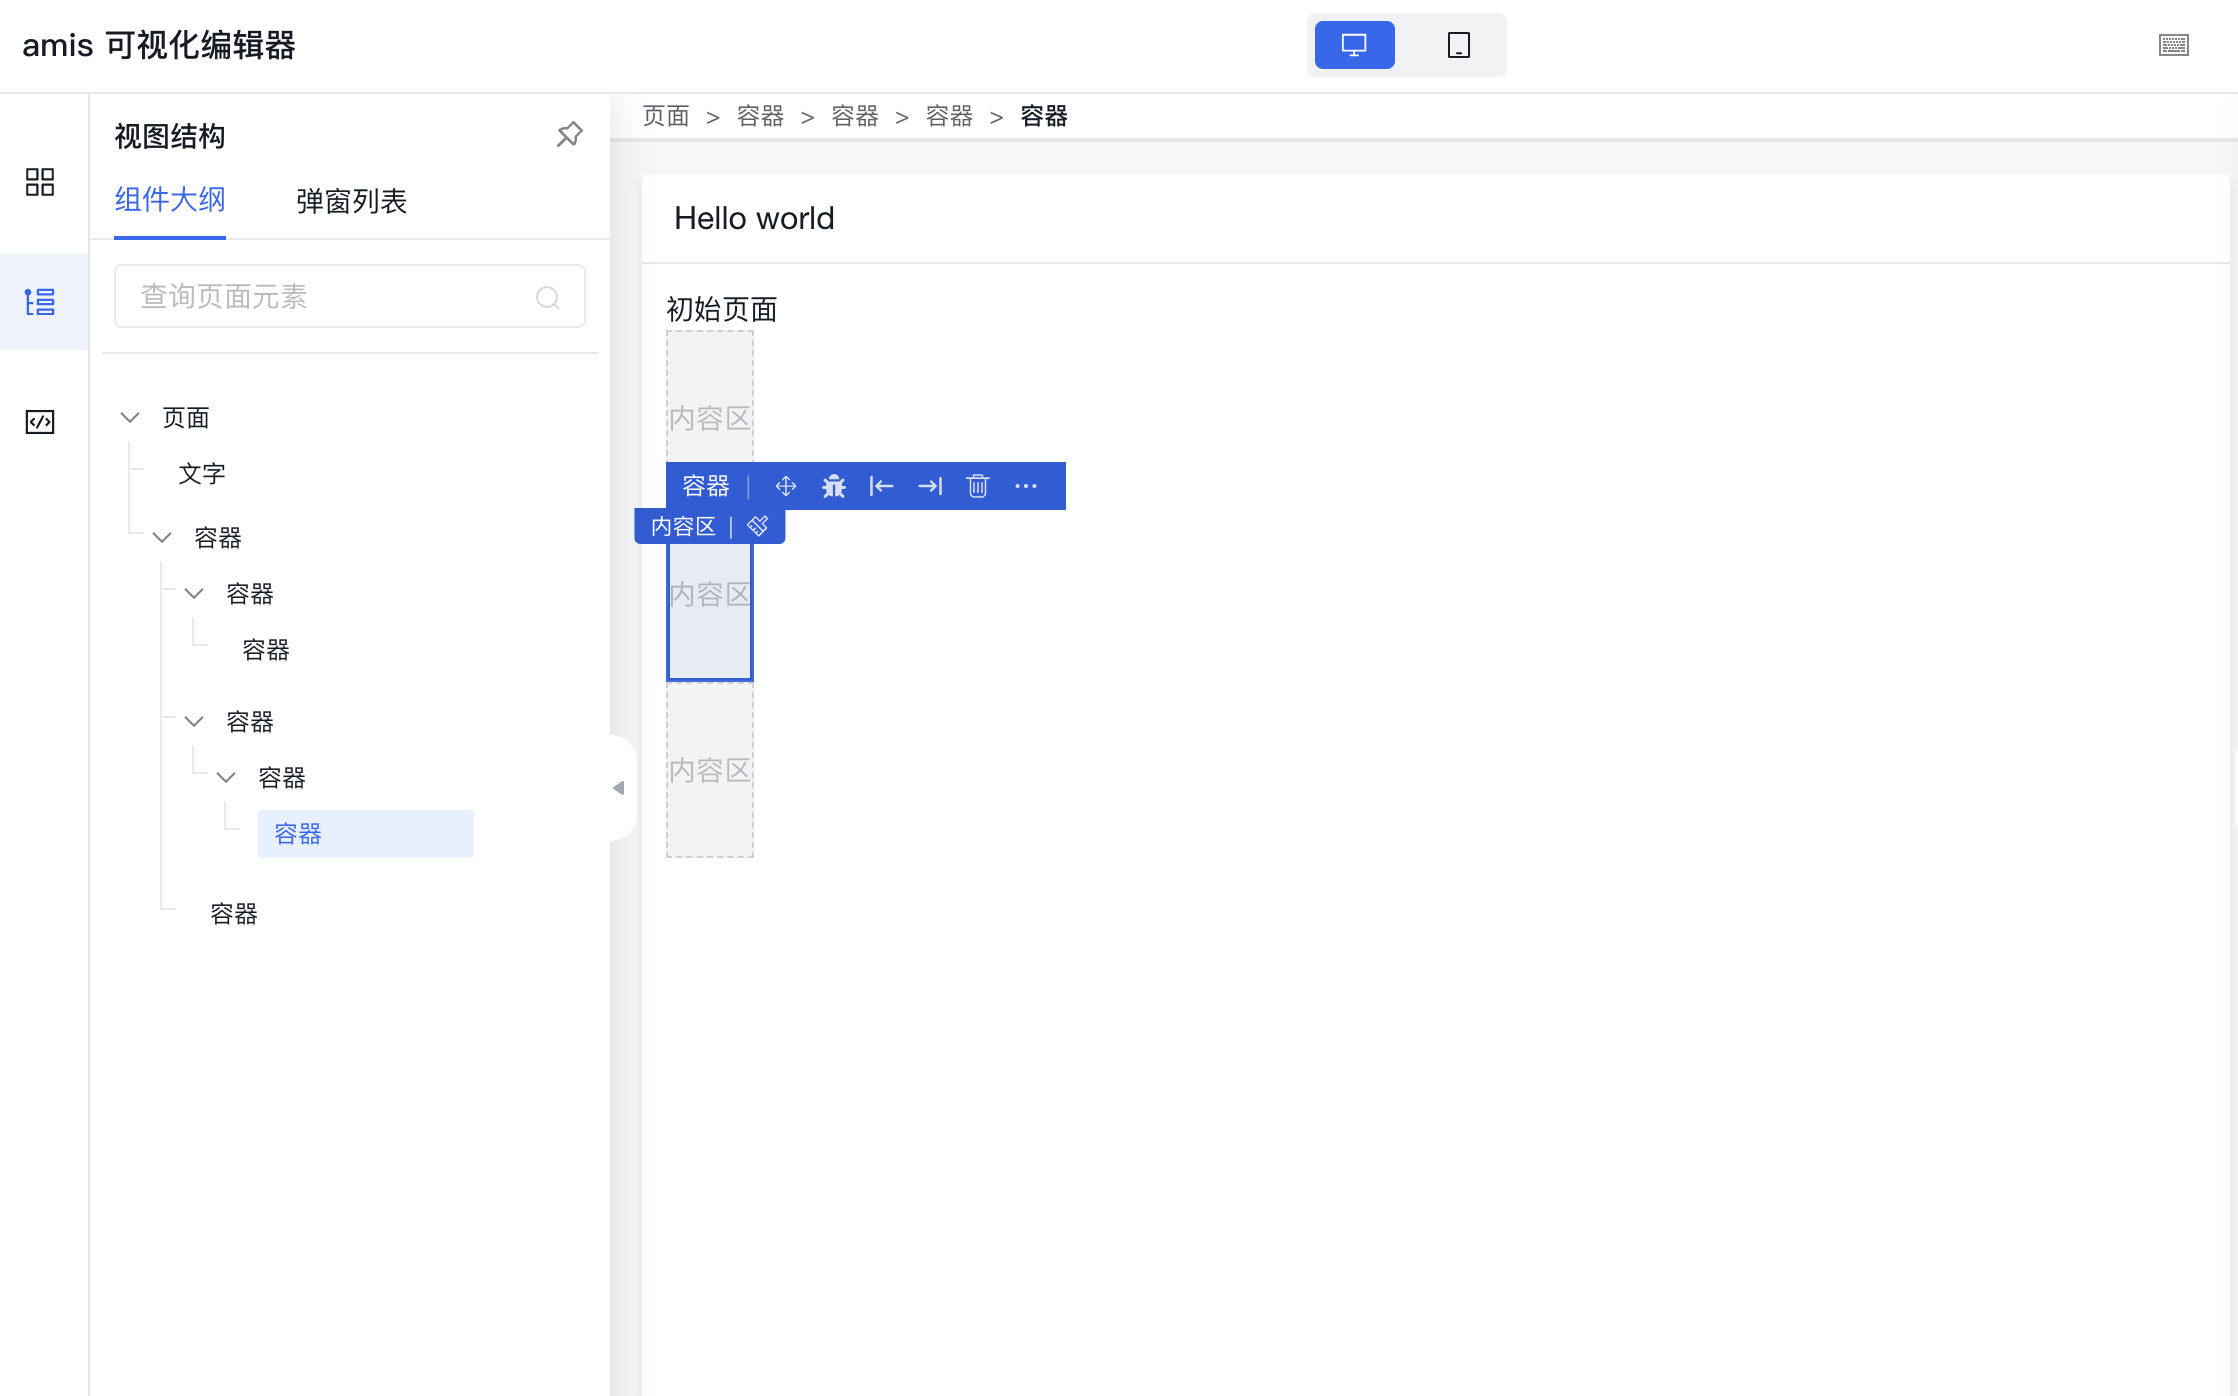 amis 可视化编辑器
视图结构
组件大纲
弹窗列表
查询页面元素
页面
文字
容器
容器
容器
容器
容器
容器
容器
页面 > 容器 > 容器 > 容器 > 容器
Hello world
初始页面
内容区
容器
内容区
内容区
内容区